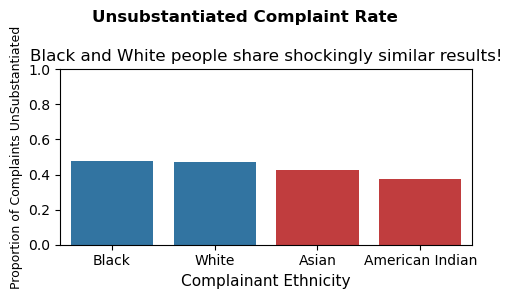 Unsubstantiated Complaint Rate
Black and White people share shockingly similar results!
Proportion of Complaints UnSubstantiated
1.0
0.8
0.6
0.4
0.2
0.0
Black White Asian American Indian
Complainant Ethnicity